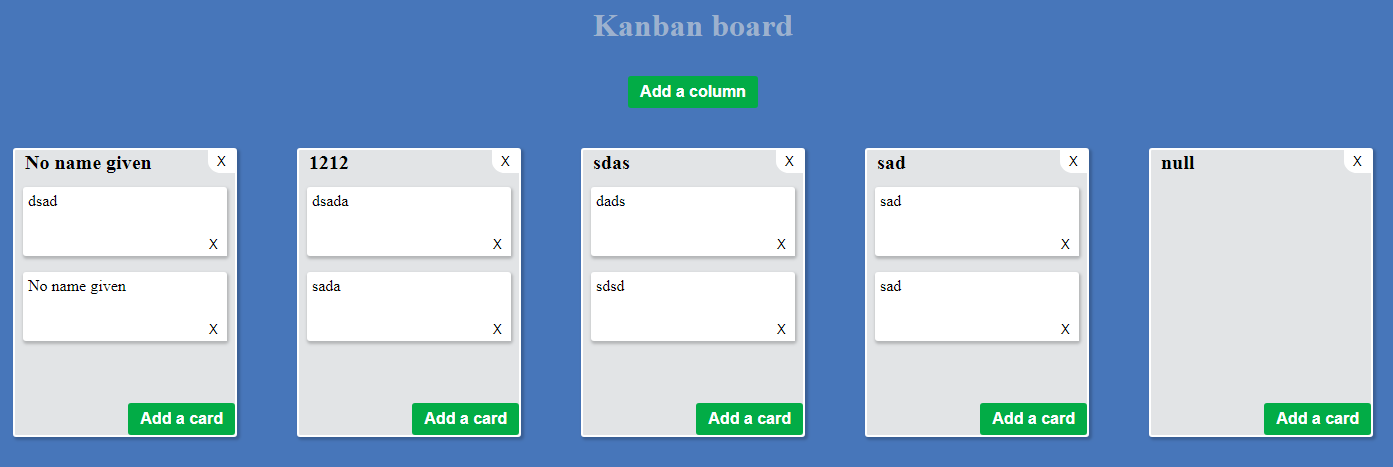 Kanban board
Add a column
No name given X
dsad
X
No name given
X
Add a card
1212 X
dsada
X
sada
X
Add a card
sdas X
dads
X
sdsd
X
Add a card
sad X
sad
X
sad
X
Add a card
null X
Add a card